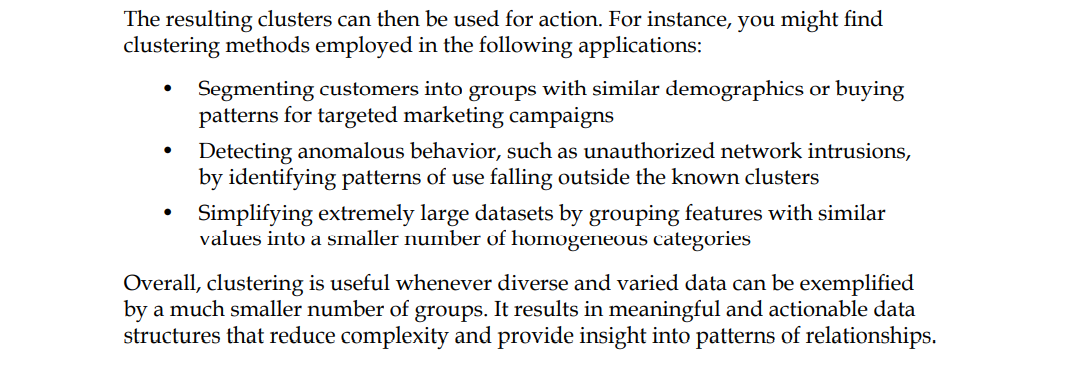 The resulting clusters can then be used for action. For instance, you might find
clustering methods employed in the following applications:
• Segmenting customers into groups with similar demographics or buying
patterns for targeted marketing campaigns
• Detecting anomalous behavior, such as unauthorized network intrusions,
by identifying patterns of use falling outside the known clusters
• Simplifying extremely large datasets by grouping features with similar
values into a smaller number of homogeneous categories
Overall, clustering is useful whenever diverse and varied data can be exemplified
by a much smaller number of groups. It results in meaningful and actionable data
structures that reduce complexity and provide insight into patterns of relationships.